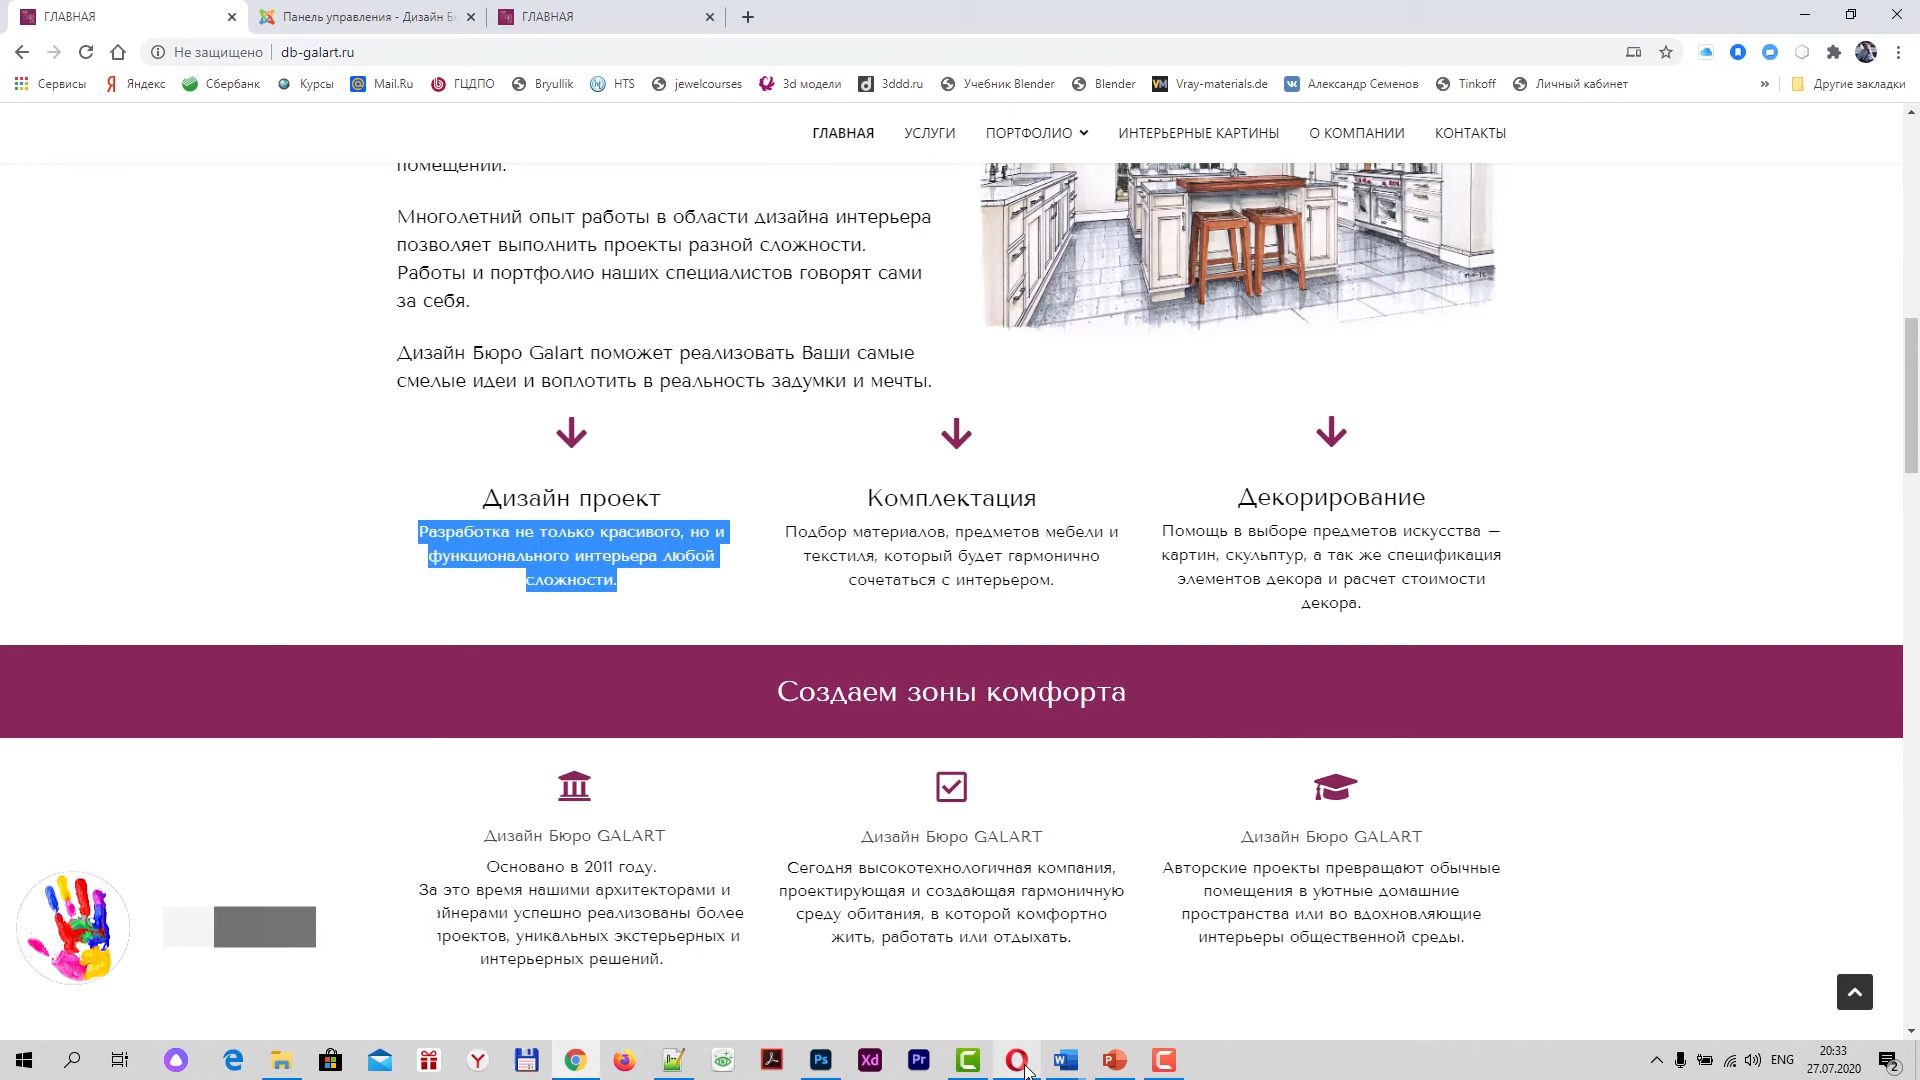 ГЛАВНАЯ
Панель управления - Дизайн Б
ГЛАВНАЯ
Не защищено
db-galart.ru
Сервисы
Яндекс
Сбербанк
Курсы
Mail.Ru
ГЦДПО
Bryullik
HTS
jewelcourses
3d модели
3ddd.ru
Учебник Blender
Blender
Vray-materials.de
Александр Семенов
Tinkoff
Личный кабинет
»
Другие закладки
ГЛАВНАЯ
УСЛУГИ
ПОРТФОЛИО
ИНТЕРЬЕРНЫЕ КАРТИНЫ
О КОМПАНИИ
КОНТАКТЫ
помещений.
Многолетний опыт работы в области дизайна интерьера
позволяет выполнить проекты разной сложности.
Работы и портфолио наших специалистов говорят сами
за себя.
Дизайн Бюро Galart поможет реализовать Ваши самые
смелые идеи и воплотить в реальность задумки и мечты.
Дизайн проект
Разработка не только красивого, но и
функционального интерьера любой
сложности.
Комплектация
Подбор материалов, предметов мебели и
текстиля, который будет гармонично
сочетаться с интерьером.
Декорирование
Помощь в выборе предметов искусства –
картин, скульптур, а так же спецификация
элементов декора и расчет стоимости
декора.
Создаем зоны комфорта
Дизайн Бюро GALART
Основано в 2011 году.
За это время нашими архитекторами и
айнерами успешно реализованы более
проектов, уникальных экстерьерных и
интерьерных решений.
Дизайн Бюро GALART
Сегодня высокотехнологичная компания,
проектирующая и создающая гармоничную
среду обитания, в которой комфортно
жить, работать или отдыхать.
Дизайн Бюро GALART
Авторские проекты превращают обычные
помещения в уютные домашние
пространства или во вдохновляющие
интерьеры общественной среды.
ENG
20:33
27.07.2020
2